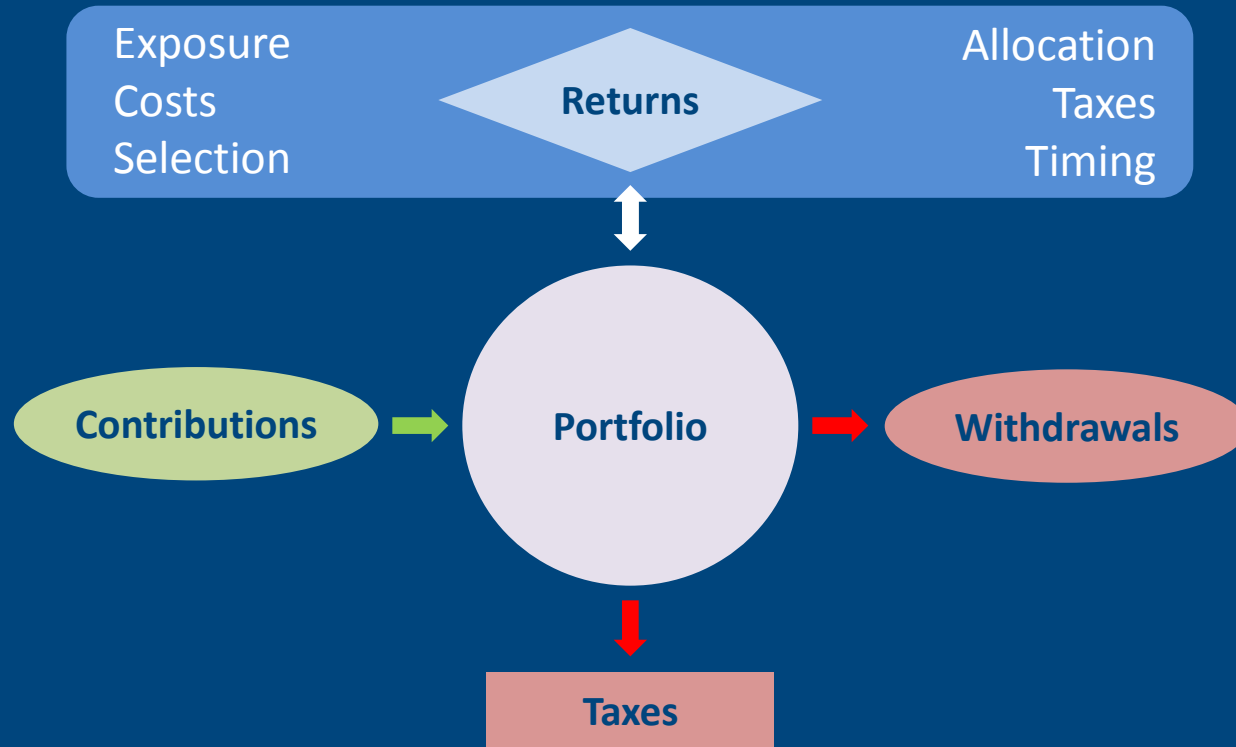 Exposure
Costs
Selection
Returns
Allocation
Taxes
Timing
Contributions
Portfolio
Withdrawals
Taxes